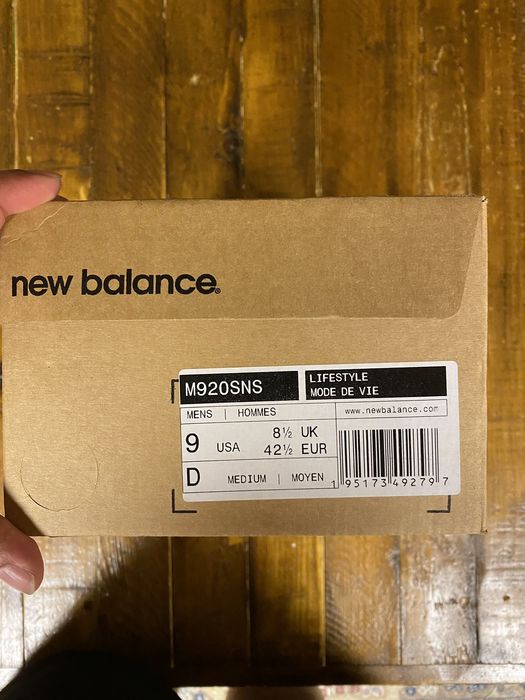 new balance®
M920SNS
LIFESTYLE
MODE DE VIE
MENS | HOMMES
www.newbalance.com
9 USA
8½ UK
42½ EUR
D MEDIUM | MOYEN
1 95173 49279 7